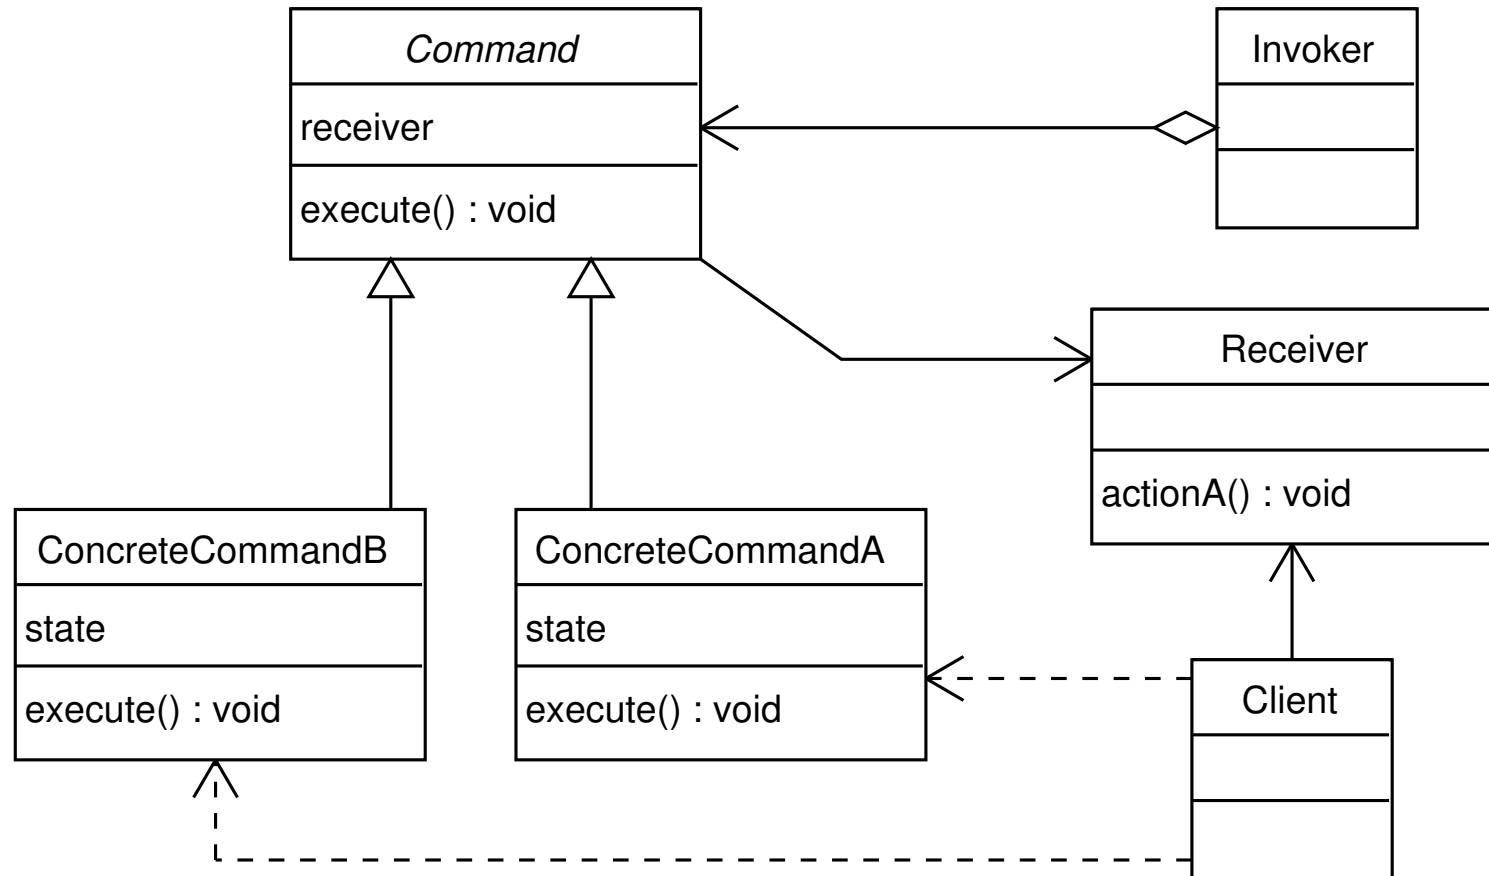 Command
receiver
execute() : void
Invoker
Receiver
actionA() : void
ConcreteCommandB
state
execute() : void
ConcreteCommandA
state
execute() : void
Client